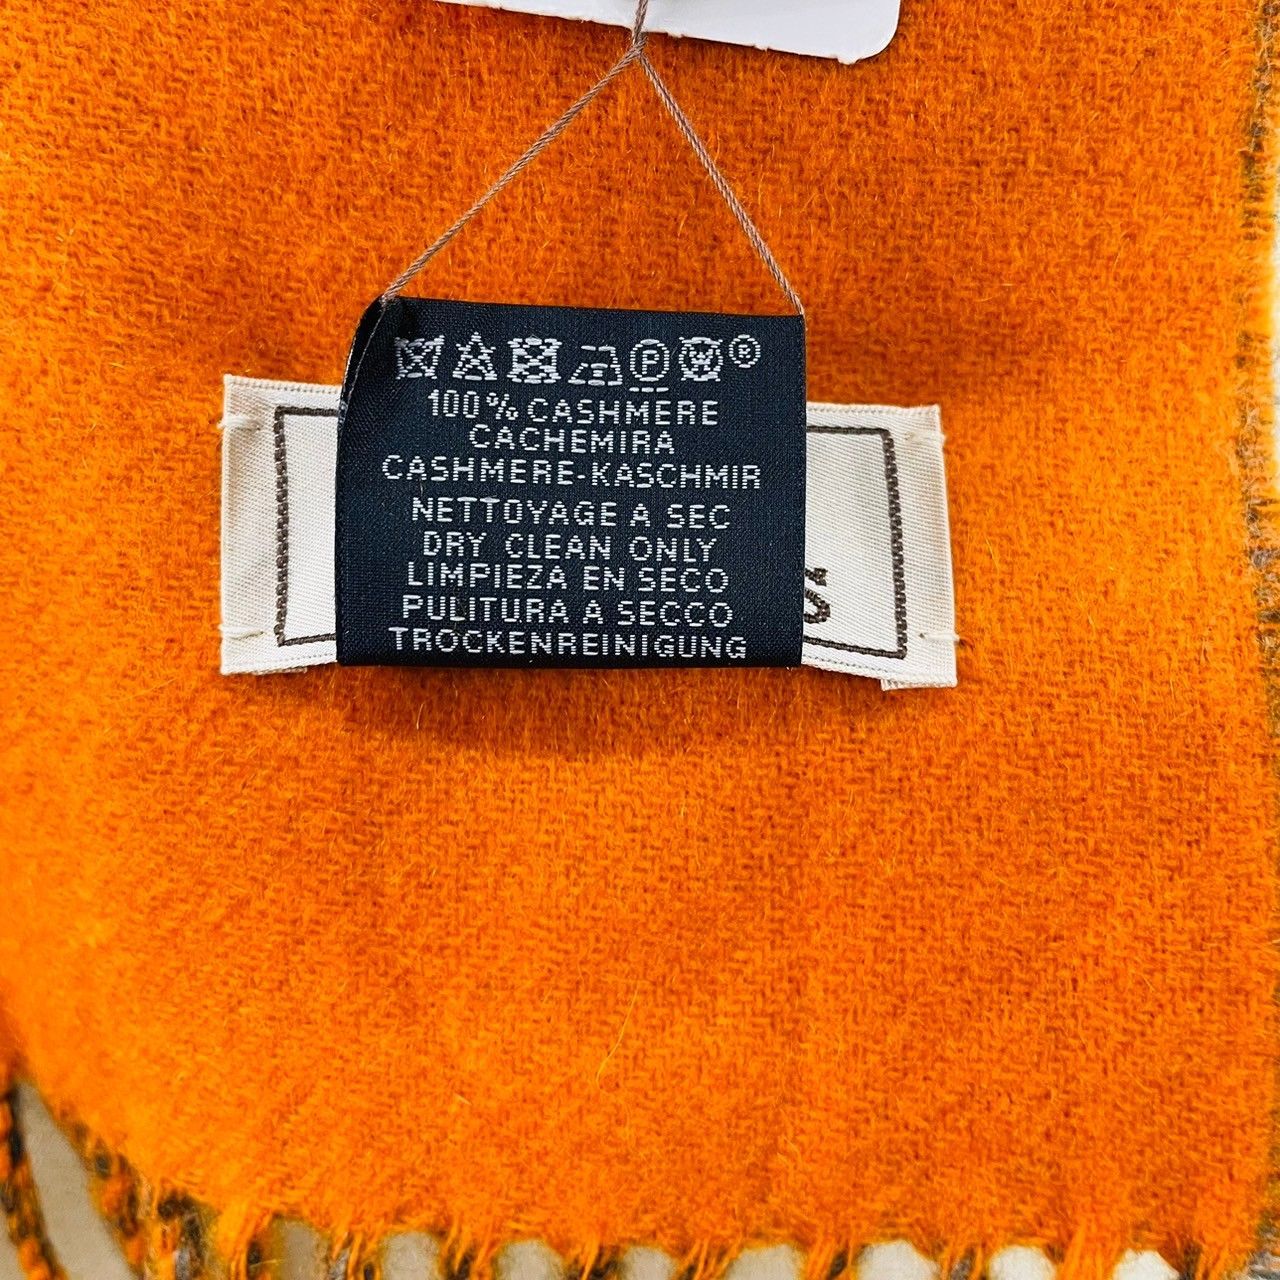 P W ®
100% CASHMERE
CACHEMIRA
CASHMERE-KASCHMIR
NETTOYAGE A SEC
DRY CLEAN ONLY
LIMPIEZA EN SECO
PULITURA A SECCO
TROCKENREINIGUNG
S